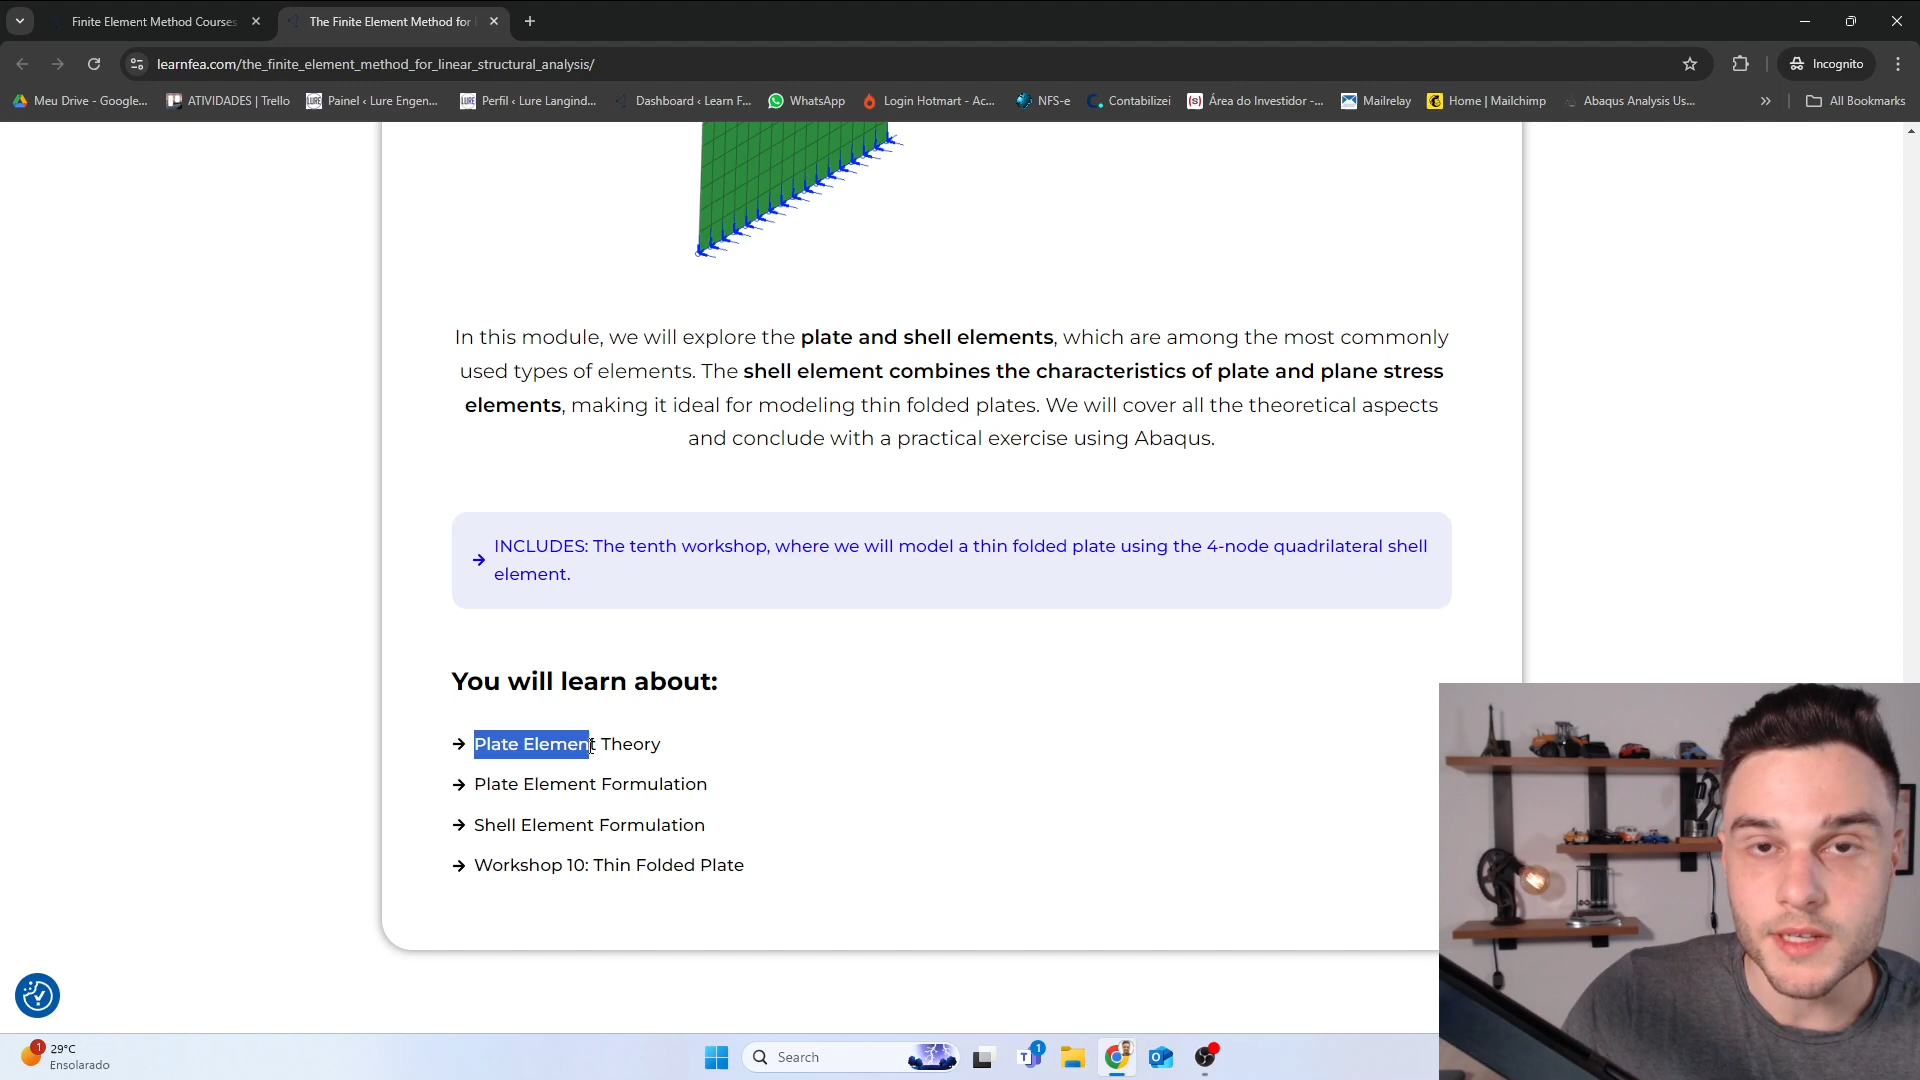 Finite Element Method Courses
The Finite Element Method for
learnfea.com/the_finite_element_method_for_linear_structural_analysis/
Incognito
Meu Drive - Google...
ATIVIDADES | Trello
Painel ‹ Lure Engen...
Perfil ‹ Lure Langind...
Dashboard ‹ Learn F...
WhatsApp
Login Hotmart - Ac...
NFS-e
Contabilizei
Área do Investidor -...
Mailrelay
Home | Mailchimp
Abaqus Analysis Us...
All Bookmarks
In this module, we will explore the plate and shell elements, which are among the most commonly
used types of elements. The shell element combines the characteristics of plate and plane stress
elements, making it ideal for modeling thin folded plates. We will cover all the theoretical aspects
and conclude with a practical exercise using Abaqus.
INCLUDES: The tenth workshop, where we will model a thin folded plate using the 4-node quadrilateral shell
element.
You will learn about:
Plate Element Theory
Plate Element Formulation
Shell Element Formulation
Workshop 10: Thin Folded Plate
1
29°C
Ensolarado
Search
1